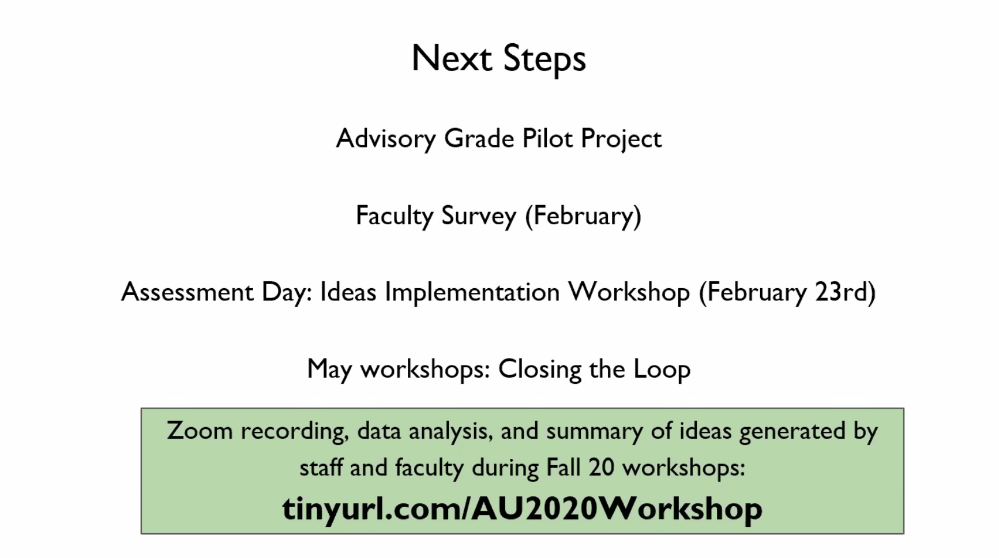 Next Steps
Advisory Grade Pilot Project
Faculty Survey (February)
Assessment Day: Ideas Implementation Workshop (February 23rd)
May workshops: Closing the Loop
Zoom recording, data analysis, and summary of ideas generated by
staff and faculty during Fall 20 workshops:
tinyurl.com/AU2020Workshop